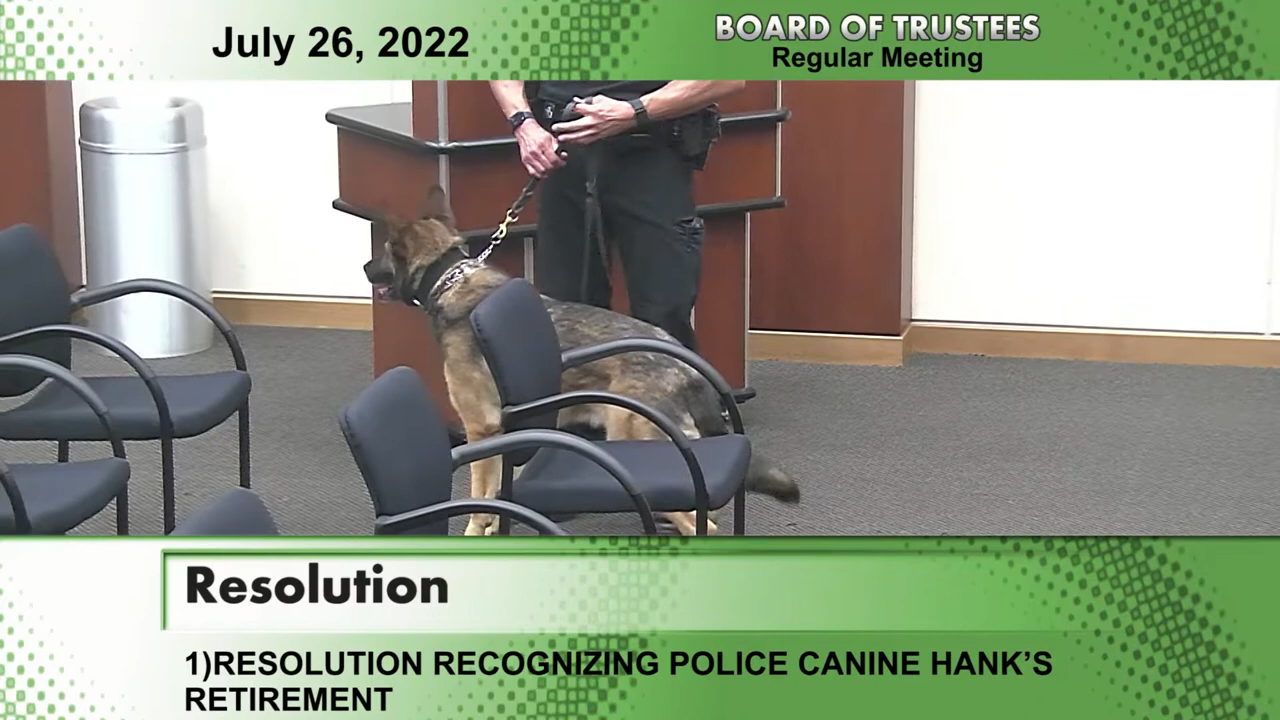 July 26, 2022
BOARD OF TRUSTEES
Regular Meeting
Resolution
1)RESOLUTION RECOGNIZING POLICE CANINE HANK’S
RETIREMENT